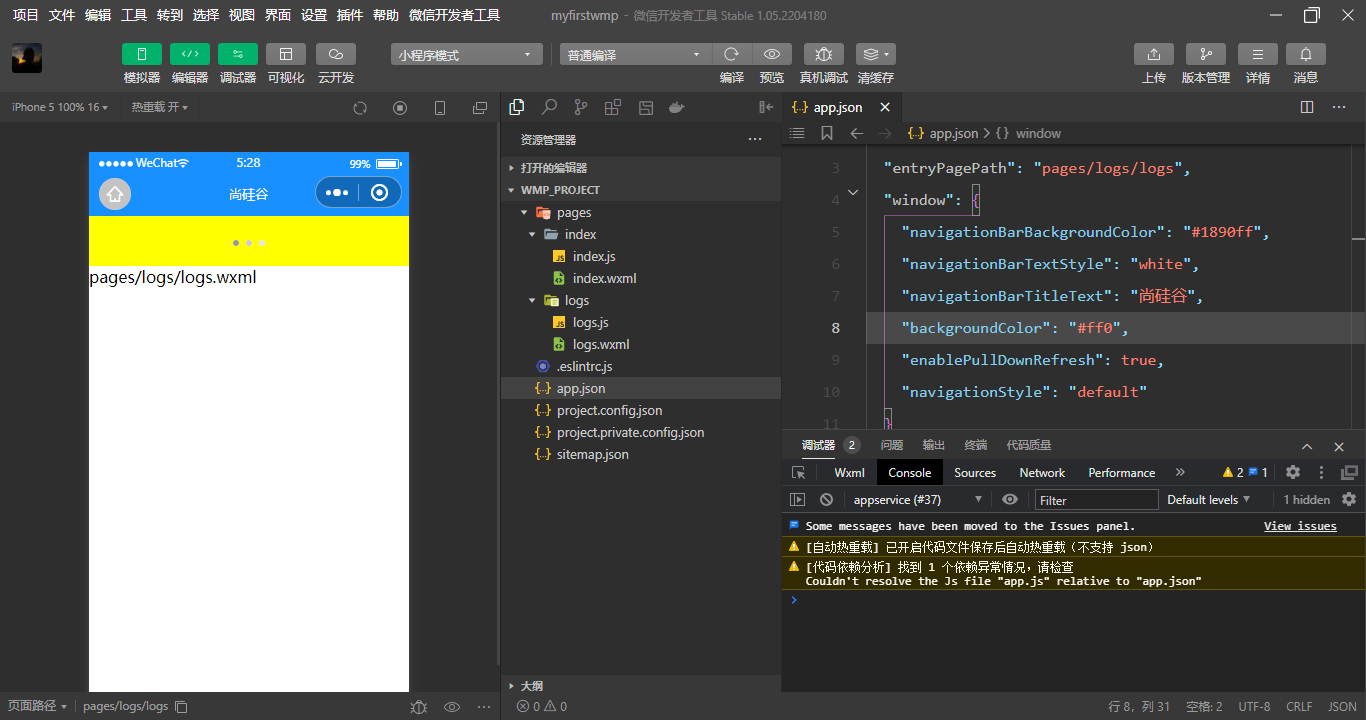 项目 文件 编辑 工具 转到 选择 视图 界面 设置 插件 帮助 微信开发者工具 myfirstwmp - 微信开发者工具 Stable 1.05.2204180
模拟器 编辑器 调试器 可视化 云开发 小程序模式 普通编译 编译 预览 真机调试 清缓存 上传 版本管理 详情 消息
iPhone 5 100% 16 热重载 开
WeChat 5:28 99%
尚硅谷
pages/logs/logs.wxml
页面路径 pages/logs/logs
资源管理器
打开的编辑器
WMP_PROJECT
pages
index
index.js
index.wxml
logs
logs.js
logs.wxml
.eslintrc.js
app.json
project.config.json
project.private.config.json
sitemap.json
大纲
0 0
app.json
app.json > {} window
3 "entryPagePath": "pages/logs/logs",
4 "window": {
5 "navigationBarBackgroundColor": "#1890ff",
6 "navigationBarTextStyle": "white",
7 "navigationBarTitleText": "尚硅谷",
8 "backgroundColor": "#ff0",
9 "enablePullDownRefresh": true,
10 "navigationStyle": "default"
11 }
调试器 2 问题 输出 终端 代码质量
Wxml Console Sources Network Performance 2 1
appservice (#37) Filter Default levels 1 hidden
Some messages have been moved to the Issues panel. View issues
[自动热重载] 已开启代码文件保存后自动热重载（不支持 json）
[代码依赖分析] 找到 1 个依赖异常情况，请检查
Couldn't resolve the Js file "app.js" relative to "app.json"
行 8，列 31 空格: 2 UTF-8 CRLF JSON